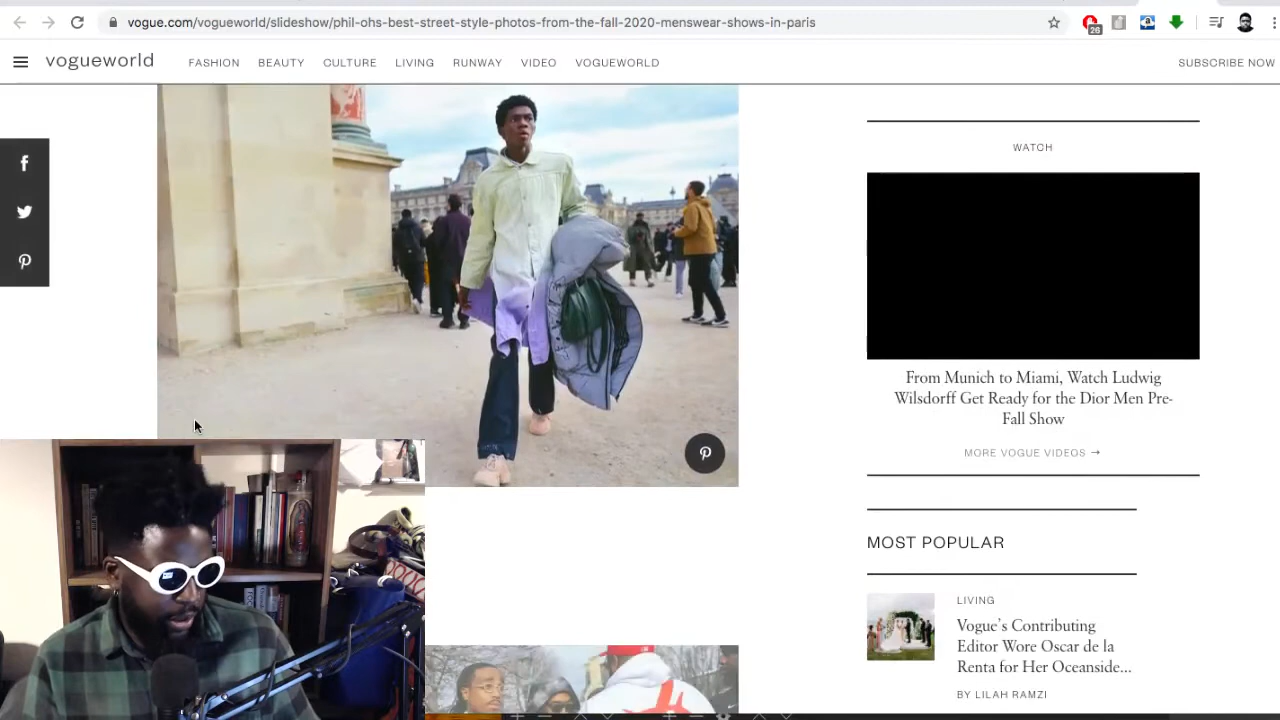 vogue.com/vogueworld/slideshow/phil-ohs-best-street-style-photos-from-the-fall-2020-menswear-shows-in-paris
26
vogueworld FASHION BEAUTY CULTURE LIVING RUNWAY VIDEO VOGUEWORLD SUBSCRIBE NOW
WATCH
From Munich to Miami, Watch Ludwig
Wilsdorff Get Ready for the Dior Men Pre-
Fall Show
MORE VOGUE VIDEOS →
MOST POPULAR
LIVING
Vogue's Contributing
Editor Wore Oscar de la
Renta for Her Oceanside...
BY LILAH RAMZI